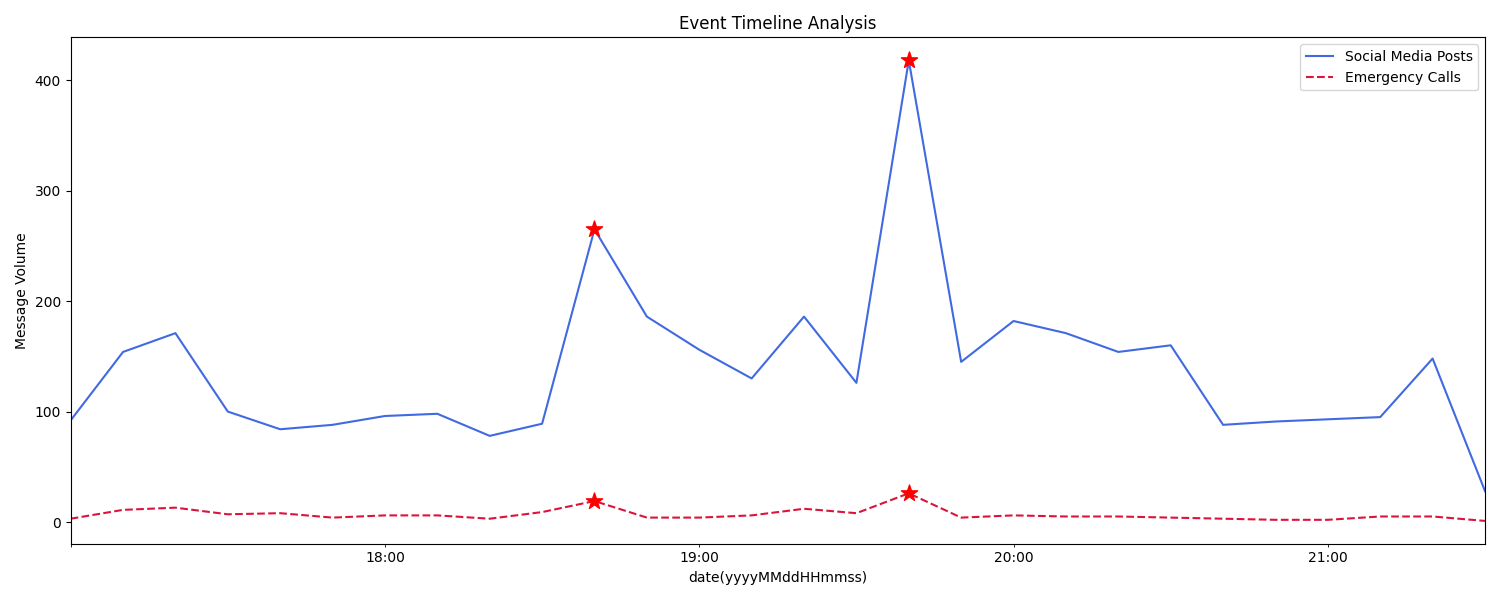 Event Timeline Analysis
Social Media Posts
Emergency Calls
Message Volume
400
300
200
100
0
18:00
19:00
20:00
21:00
date(yyyyMMddHHmmss)